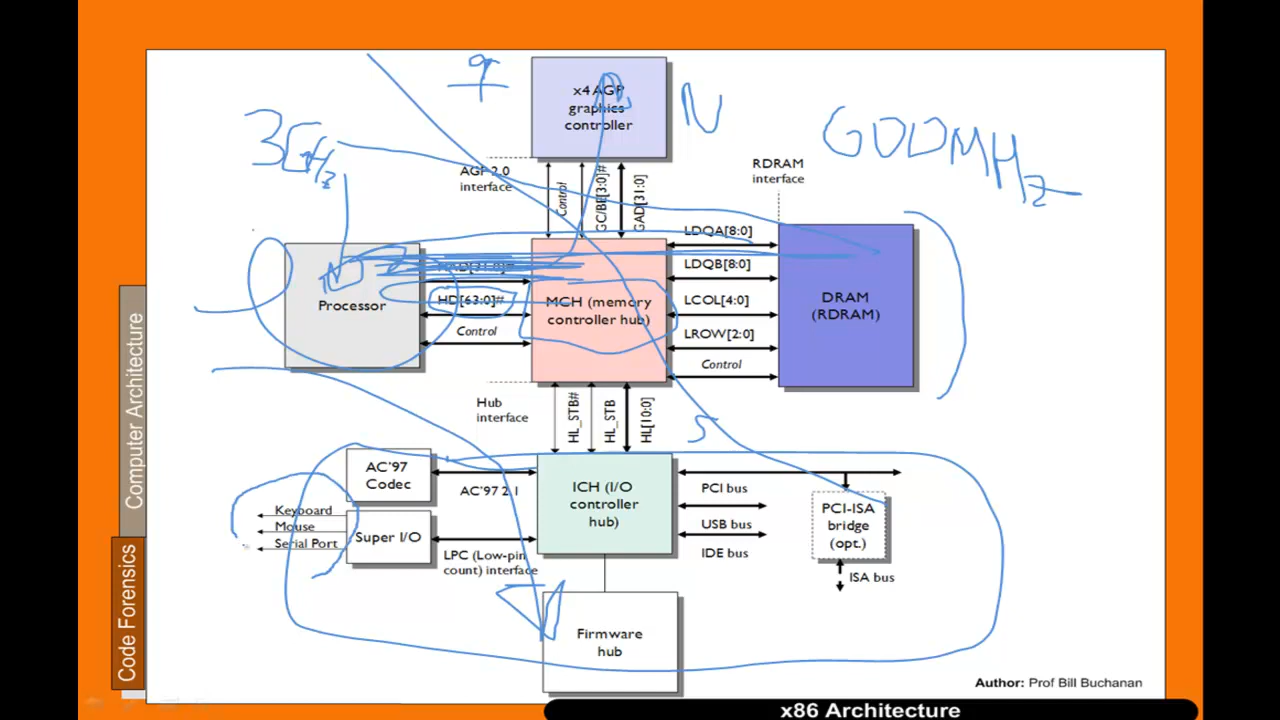 x4 AGP
graphics
controller
N
3GHz
600MHz
AGP 2.0
interface
Control
GC/BE[3:0]#
GAD[31:0]
RDRAM
interface
LDQA[8:0]
LDQB[8:0]
LCOL[4:0]
LROW[2:0]
Control
DRAM
(RDRAM)
Processor
HD[63:0]#
Control
MCH (memory
controller hub)
Hub
interface
HL_STB#
HL_STB
HL[10:0]
S
AC'97
Codec
AC'97 2.1
ICH (I/O
controller
hub)
PCI bus
USB bus
IDE bus
PCI-ISA
bridge
(opt.)
ISA bus
Keyboard
Mouse
Serial Port
Super I/O
LPC (Low-pin
count) interface
Firmware
hub
Computer Architecture
Code Forensics
Author: Prof Bill Buchanan
x86 Architecture